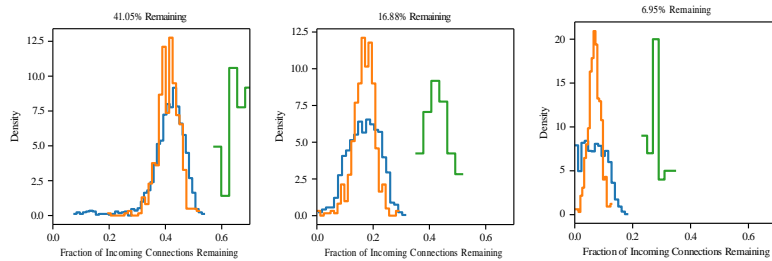 41.05% Remaining
12.5
10.0
7.5
5.0
2.5
0.0
Density
0.0 0.2 0.4 0.6
Fraction of Incoming Connections Remaining
16.88% Remaining
12.5
10.0
7.5
5.0
2.5
0.0
Density
0.0 0.2 0.4 0.6
Fraction of Incoming Connections Remaining
6.95% Remaining
20
15
10
5
0
Density
0.0 0.2 0.4 0.6
Fraction of Incoming Connections Remaining